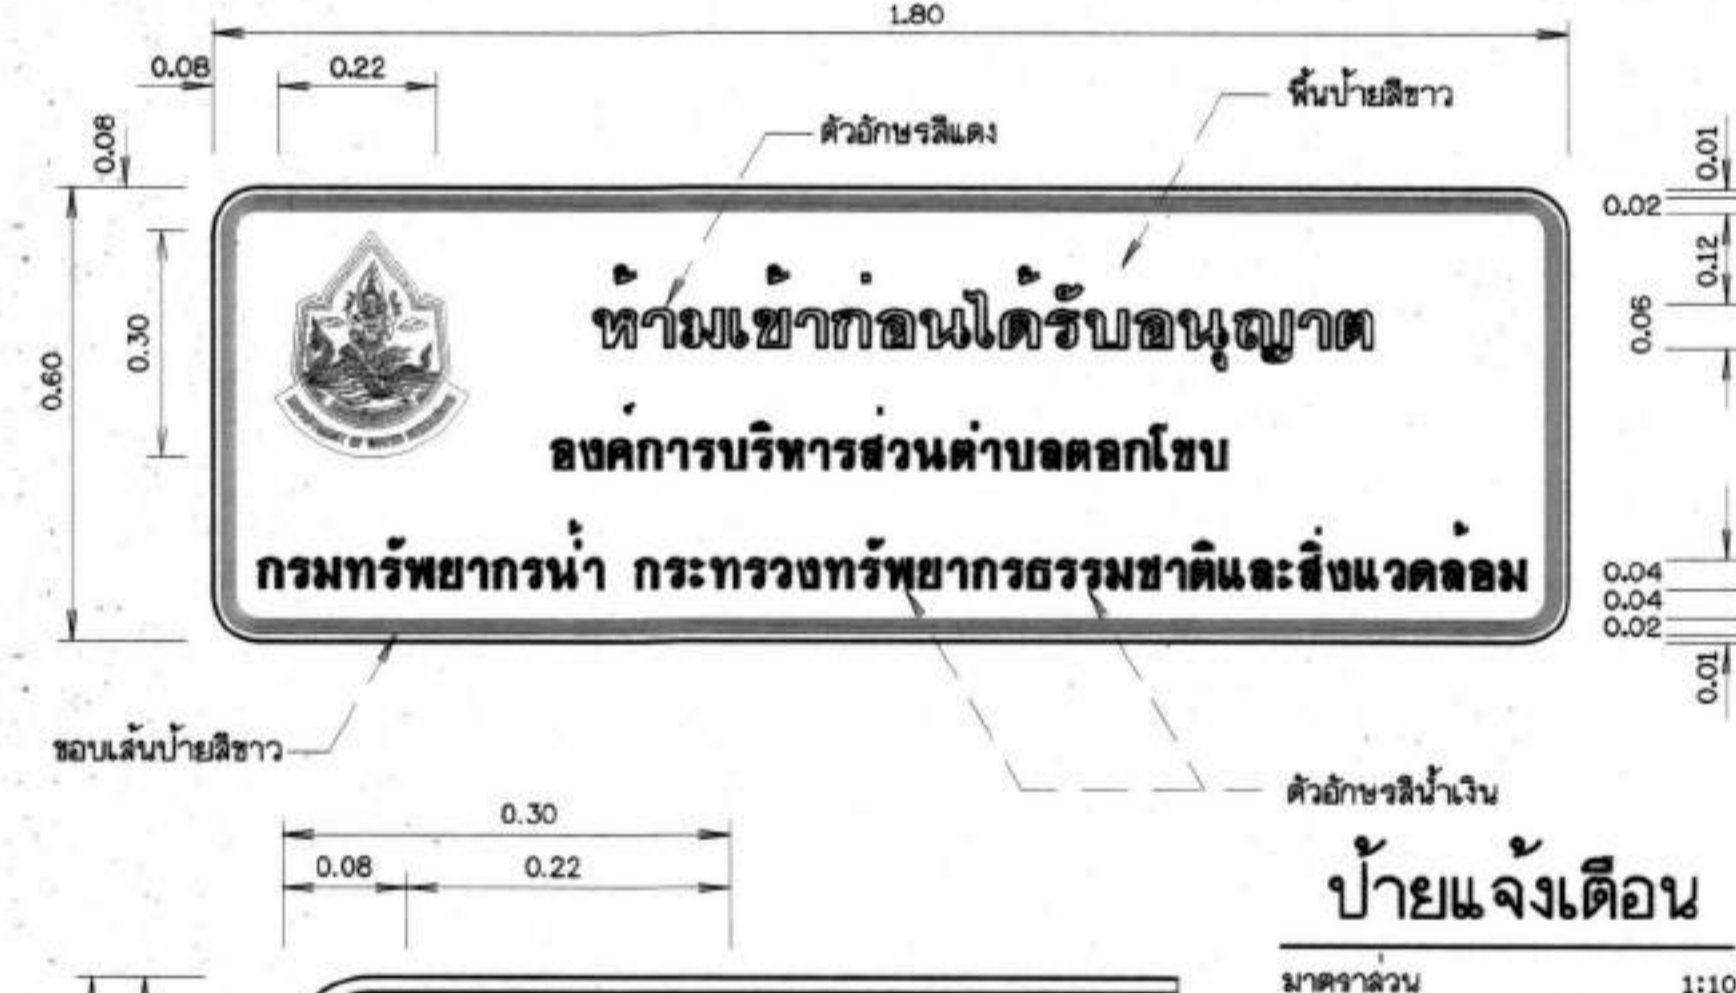 1.80
0.08
0.22
พื้นป้ายสีขาว
ตัวอักษรสีแดง
0.08
0.01
0.02
0.12
0.06
0.30
0.60
ห้ามเข้าก่อนได้รับอนุญาต
องค์การบริหารส่วนตำบลตอกโขบ
กรมทรัพยากรน้ำ กระทรวงทรัพยากรธรรมชาติและสิ่งแวดล้อม
0.04
0.04
0.02
0.01
ขอบเส้นป้ายสีขาว
ตัวอักษรสีน้ำเงิน
0.30
0.08
0.22
ป้ายแจ้งเตือน
มาตราส่วน 1:10